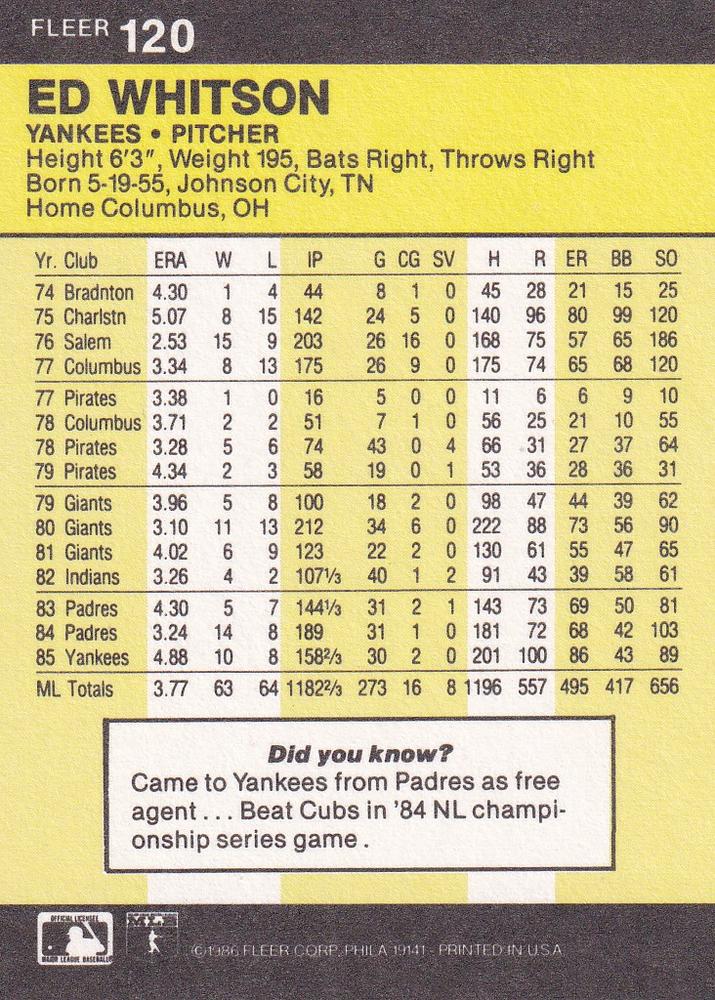 FLEER 120
ED WHITSON
YANKEES • PITCHER
Height 6'3", Weight 195, Bats Right, Throws Right
Born 5-19-55, Johnson City, TN
Home Columbus, OH
Yr. Club ERA W L IP G CG SV H R ER BB SO
74 Bradnton 4.30 1 4 44 8 1 0 45 28 21 15 25
75 Charlstn 5.07 8 15 142 24 5 0 140 96 80 99 120
76 Salem 2.53 15 9 203 26 16 0 168 75 57 65 186
77 Columbus 3.34 8 13 175 26 9 0 175 74 65 68 120
77 Pirates 3.38 1 0 16 5 0 0 11 6 6 9 10
78 Columbus 3.71 2 2 51 7 1 0 56 25 21 10 55
78 Pirates 3.28 5 6 74 43 0 4 66 31 27 37 64
79 Pirates 4.34 2 3 58 19 0 1 53 36 28 36 31
79 Giants 3.96 5 8 100 18 2 0 98 47 44 39 62
80 Giants 3.10 11 13 212 34 6 0 222 88 73 56 90
81 Giants 4.02 6 9 123 22 2 0 130 61 55 47 65
82 Indians 3.26 4 2 107⅓ 40 1 2 91 43 39 58 61
83 Padres 4.30 5 7 144⅓ 31 2 1 143 73 69 50 81
84 Padres 3.24 14 8 189 31 1 0 181 72 68 42 103
85 Yankees 4.88 10 8 158⅔ 30 2 0 201 100 86 43 89
ML Totals 3.77 63 64 1182⅔ 273 16 8 1196 557 495 417 656
Did you know?
Came to Yankees from Padres as free
agent . . . Beat Cubs in '84 NL champi-
onship series game .
OFFICIAL LICENSEE
MAJOR LEAGUE BASEBALL
©1986 FLEER CORP. PHILA 19141 - PRINTED IN U.S.A.